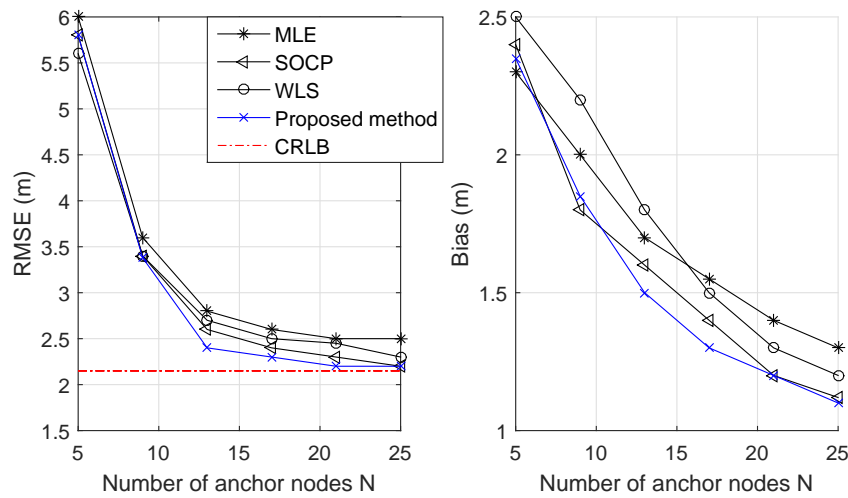 6
5.5
5
4.5
4
3.5
3
2.5
2
1.5
RMSE (m)
5
10
15
20
25
Number of anchor nodes N
MLE
SOCP
WLS
Proposed method
CRLB
2.5
2
1.5
1
Bias (m)
5
10
15
20
25
Number of anchor nodes N